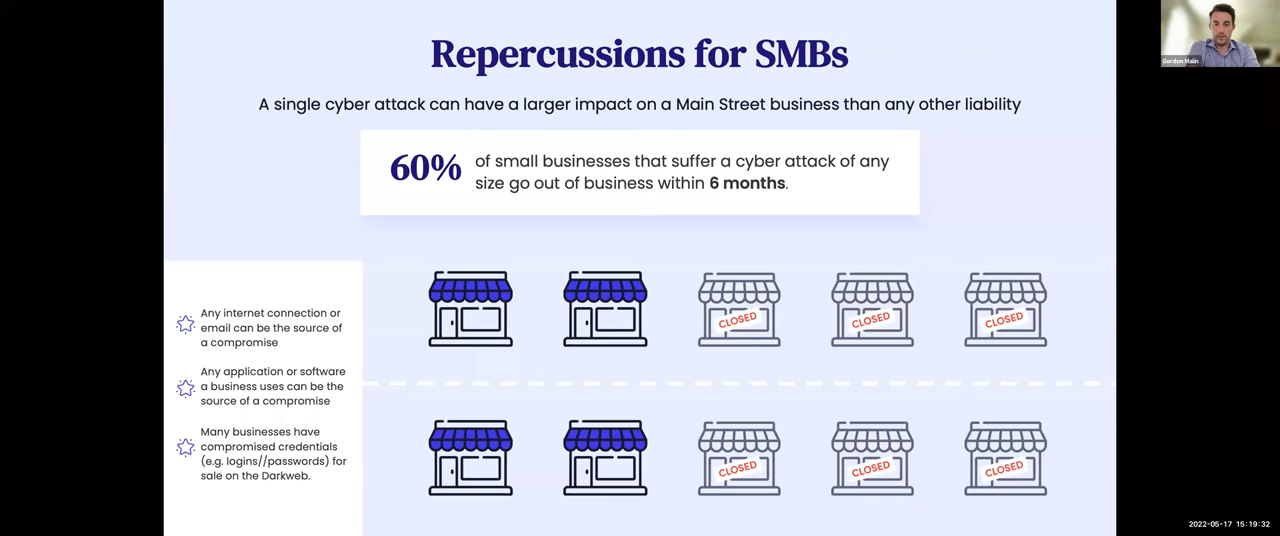 Repercussions for SMBs
A single cyber attack can have a larger impact on a Main Street business than any other liability
60%
of small businesses that suffer a cyber attack of any
size go out of business within 6 months.
Any internet connection or
email can be the source of
a compromise
Any application or software
a business uses can be the
source of a compromise
Many businesses have
compromised credentials
(e.g. logins//passwords) for
sale on the Darkweb.
CLOSED
CLOSED
CLOSED
CLOSED
CLOSED
CLOSED
Gordon Malin
2022-05-17 15:19:32